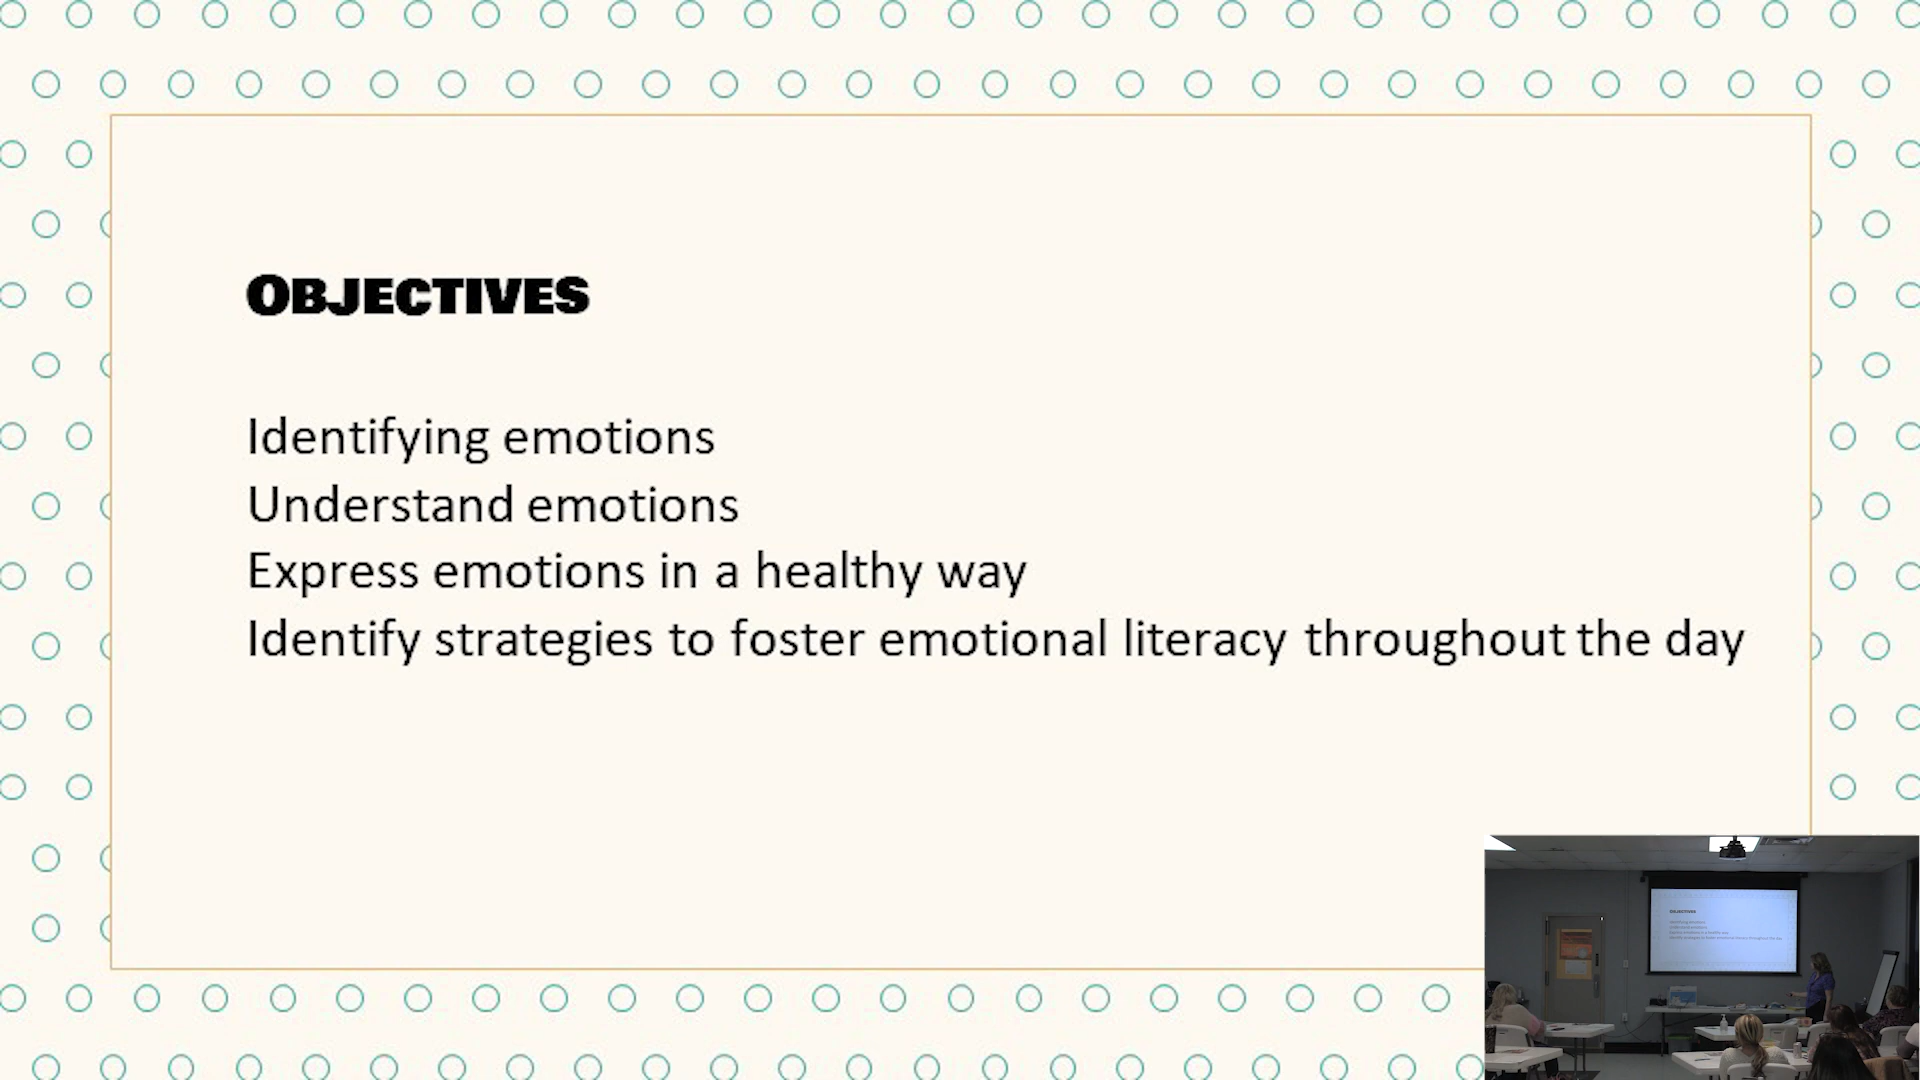 OBJECTIVES
Identifying emotions
Understand emotions
Express emotions in a healthy way
Identify strategies to foster emotional literacy throughout the day
OBJECTIVES